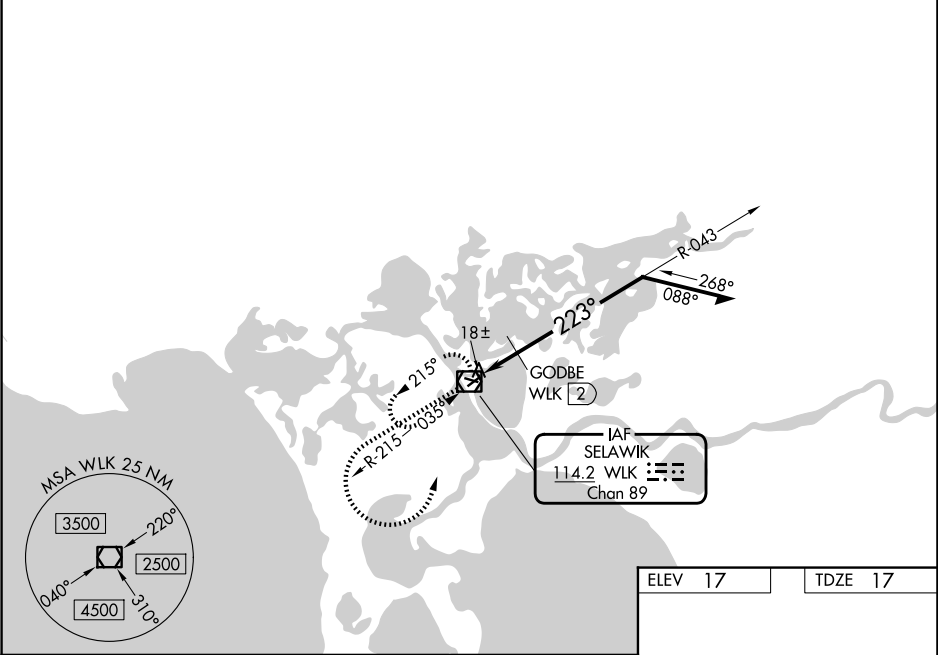 R-043
268°
088°
223°
18±
GODBE
WLK 2
215°
035°
R-215
IAF
SELAWIK
114.2 WLK
Chan 89
MSA WLK 25 NM
3500
220°
2500
040°
310°
4500
ELEV 17
TDZE 17